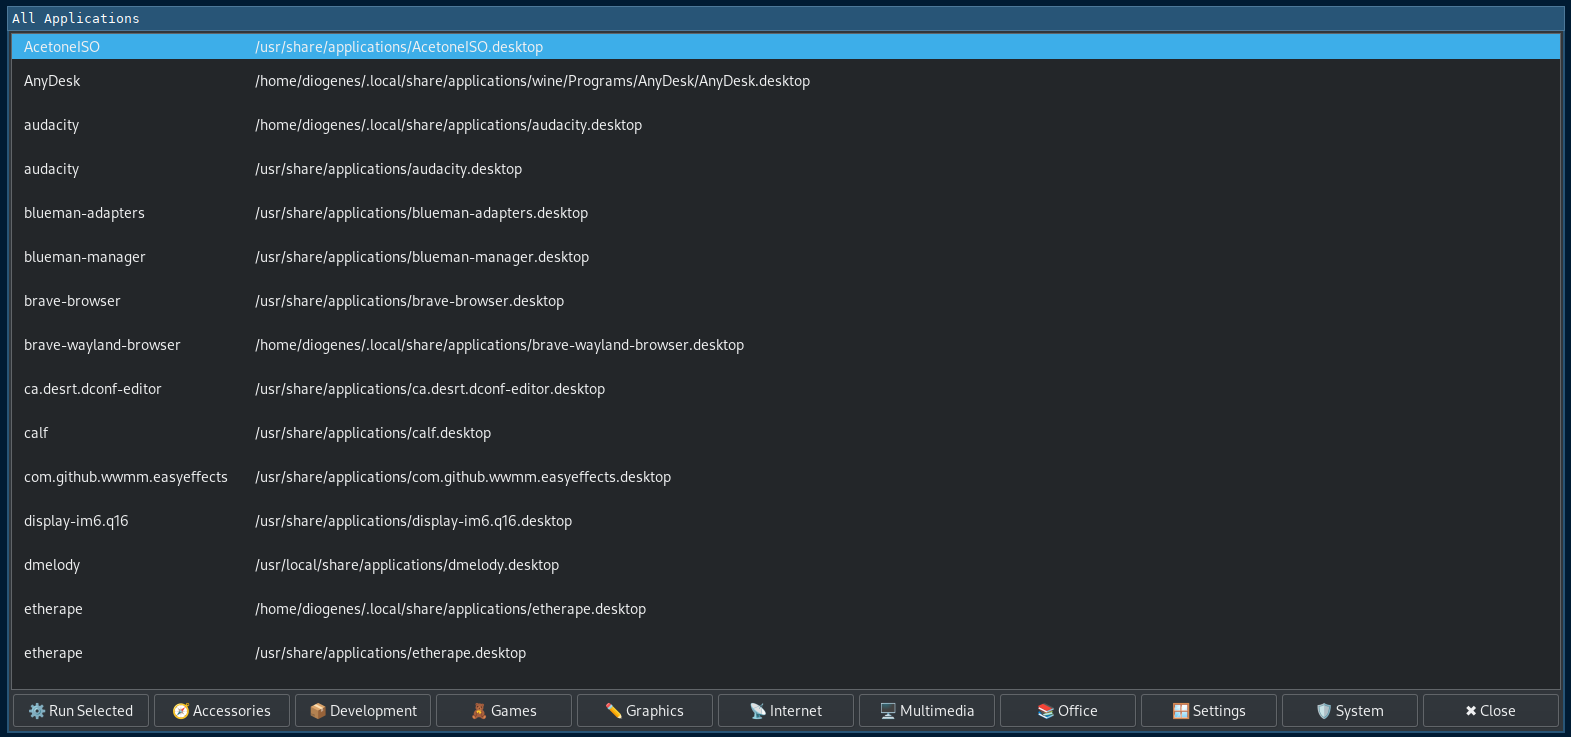 All Applications
AcetoneISO /usr/share/applications/AcetoneISO.desktop
AnyDesk /home/diogenes/.local/share/applications/wine/Programs/AnyDesk/AnyDesk.desktop
audacity /home/diogenes/.local/share/applications/audacity.desktop
audacity /usr/share/applications/audacity.desktop
blueman-adapters /usr/share/applications/blueman-adapters.desktop
blueman-manager /usr/share/applications/blueman-manager.desktop
brave-browser /usr/share/applications/brave-browser.desktop
brave-wayland-browser /home/diogenes/.local/share/applications/brave-wayland-browser.desktop
ca.desrt.dconf-editor /usr/share/applications/ca.desrt.dconf-editor.desktop
calf /usr/share/applications/calf.desktop
com.github.wwmm.easyeffects /usr/share/applications/com.github.wwmm.easyeffects.desktop
display-im6.q16 /usr/share/applications/display-im6.q16.desktop
dmelody /usr/local/share/applications/dmelody.desktop
etherape /home/diogenes/.local/share/applications/etherape.desktop
etherape /usr/share/applications/etherape.desktop
Run Selected Accessories Development Games Graphics Internet Multimedia Office Settings System Close